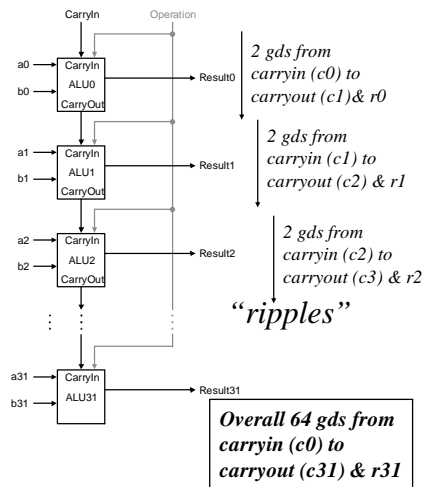 CarryIn Operation
a0
b0
CarryIn
ALU0
CarryOut
Result0
2 gds from
carryin (c0) to
carryout (c1)& r0
a1
b1
CarryIn
ALU1
CarryOut
Result1
2 gds from
carryin (c1) to
carryout (c2) & r1
a2
b2
CarryIn
ALU2
CarryOut
Result2
2 gds from
carryin (c2) to
carryout (c3) & r2
“ripples”
a31
b31
CarryIn
ALU31
Result31
Overall 64 gds from
carryin (c0) to
carryout (c31) & r31